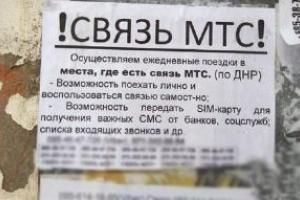 !СВЯЗЬ МТС!
Осуществляем ежедневные поездки в
места, где есть связь МТС. (по ДНР)
- Возможность поехать лично и
воспользоваться связью самост-но;
- Возможность передать SIM-карту для
получения важных СМС от банков, соцслужб;
списка входящих звонков и др.